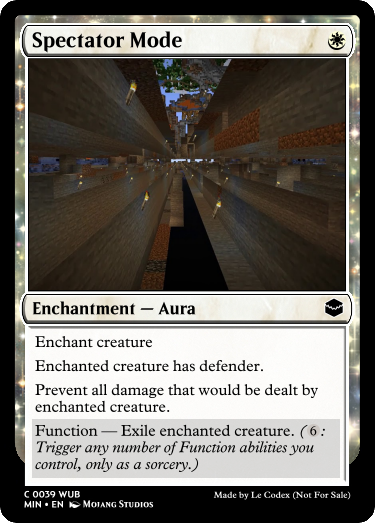 Spectator Mode
Enchantment — Aura
Enchant creature
Enchanted creature has defender.
Prevent all damage that would be dealt by
enchanted creature.
Function — Exile enchanted creature. (6:
Trigger any number of Function abilities you
control, only as a sorcery.)
C 0039 WUB
MIN • EN Mojang Studios
Made by Le Codex (Not For Sale)